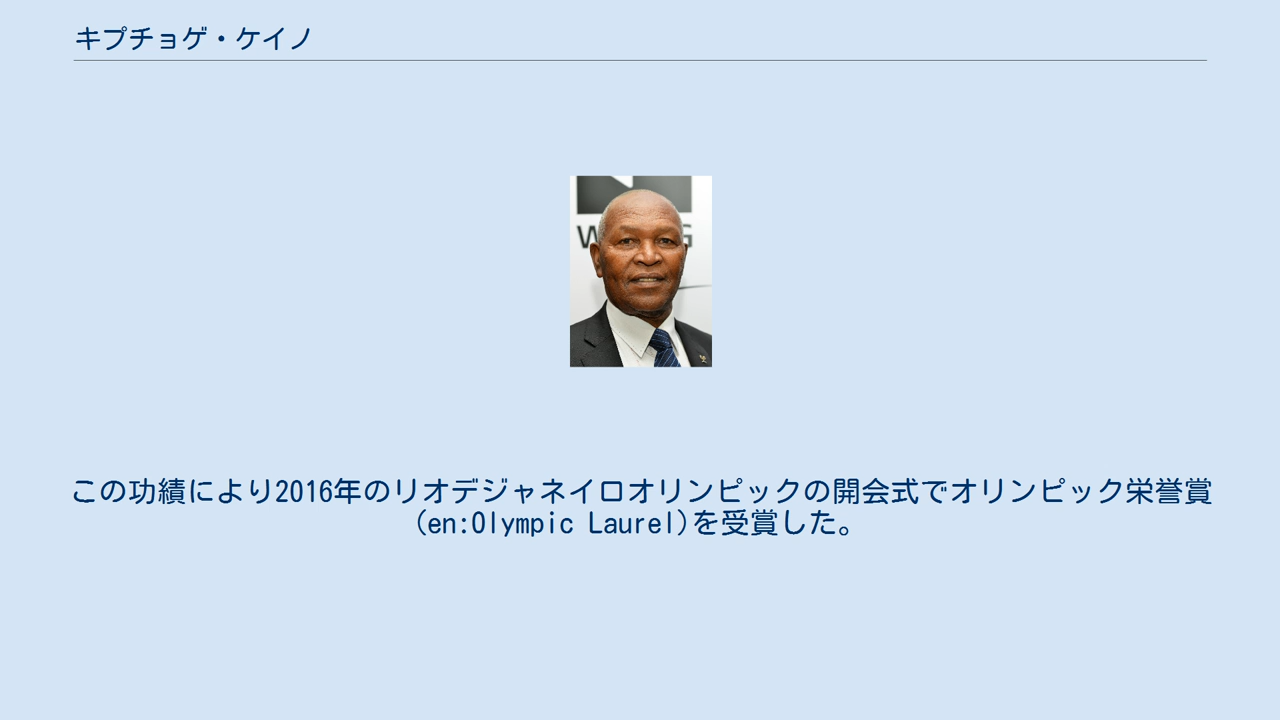 キプチョゲ・ケイノ
この功績により2016年のリオデジャネイロオリンピックの開会式でオリンピック栄誉賞
(en:Olympic Laurel)を受賞した。